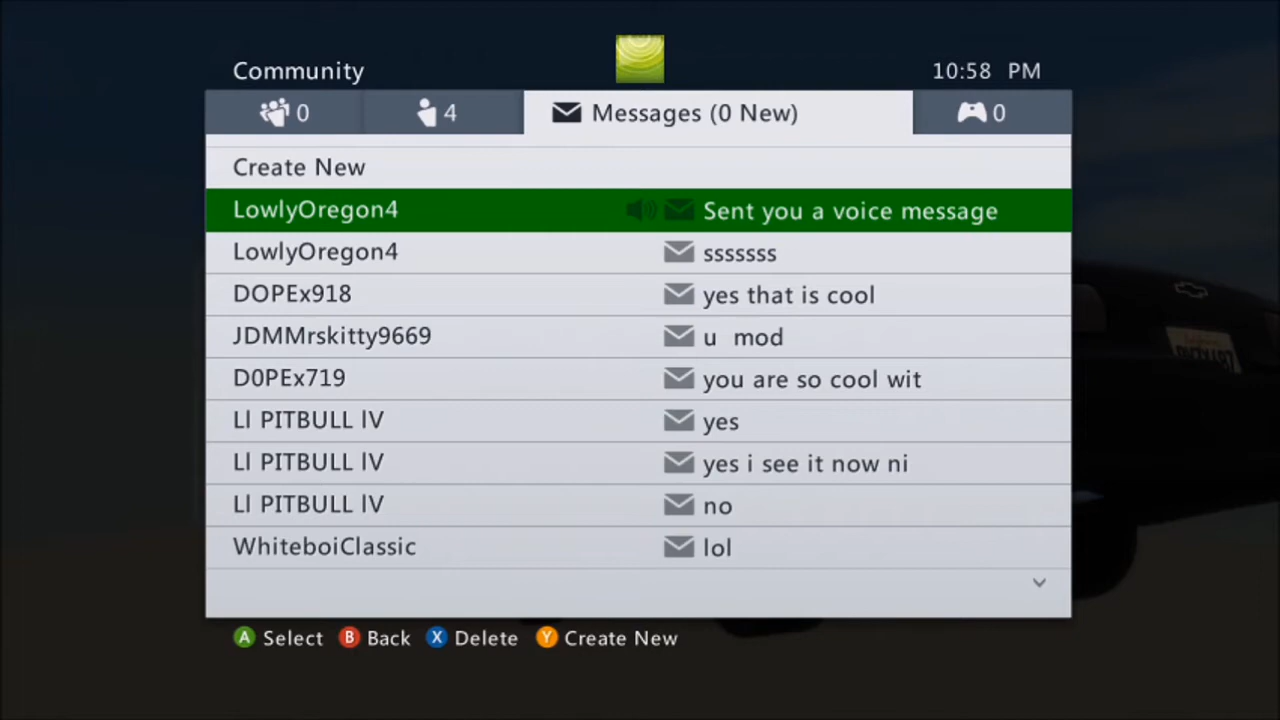 Community 10:58 PM
0 4 Messages (0 New) 0
Create New
LowlyOregon4 Sent you a voice message
LowlyOregon4 sssssss
DOPEx918 yes that is cool
JDMMrskitty9669 u mod
D0PEx719 you are so cool wit
Ll PITBULL lV yes
Ll PITBULL lV yes i see it now ni
Ll PITBULL lV no
WhiteboiClassic lol
A Select B Back X Delete Y Create New